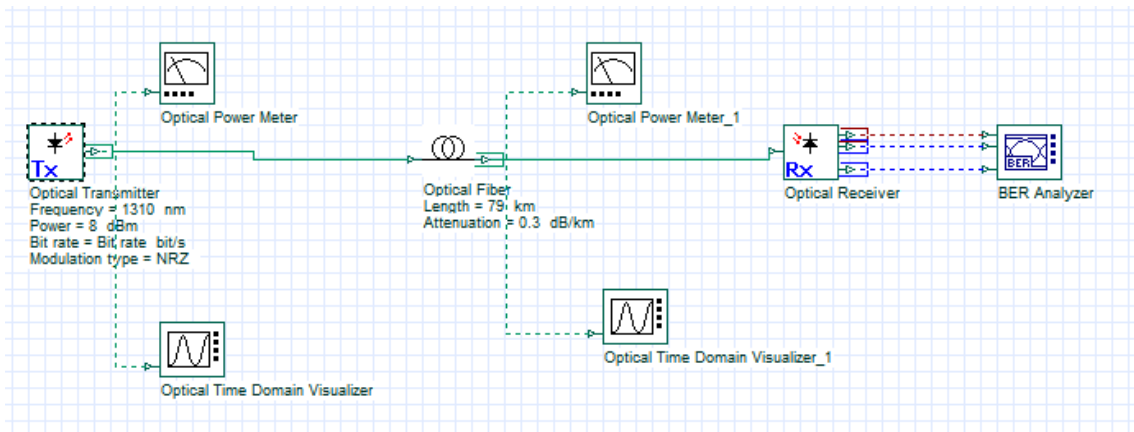 Optical Power Meter
Optical Power Meter_1
Tx
Optical Transmitter
Frequency = 1310 nm
Power = 8 dBm
Bit rate = Bit rate bit/s
Modulation type = NRZ
Optical Fiber
Length = 79 km
Attenuation = 0.3 dB/km
Rx
Optical Receiver
BER
BER Analyzer
Optical Time Domain Visualizer
Optical Time Domain Visualizer_1